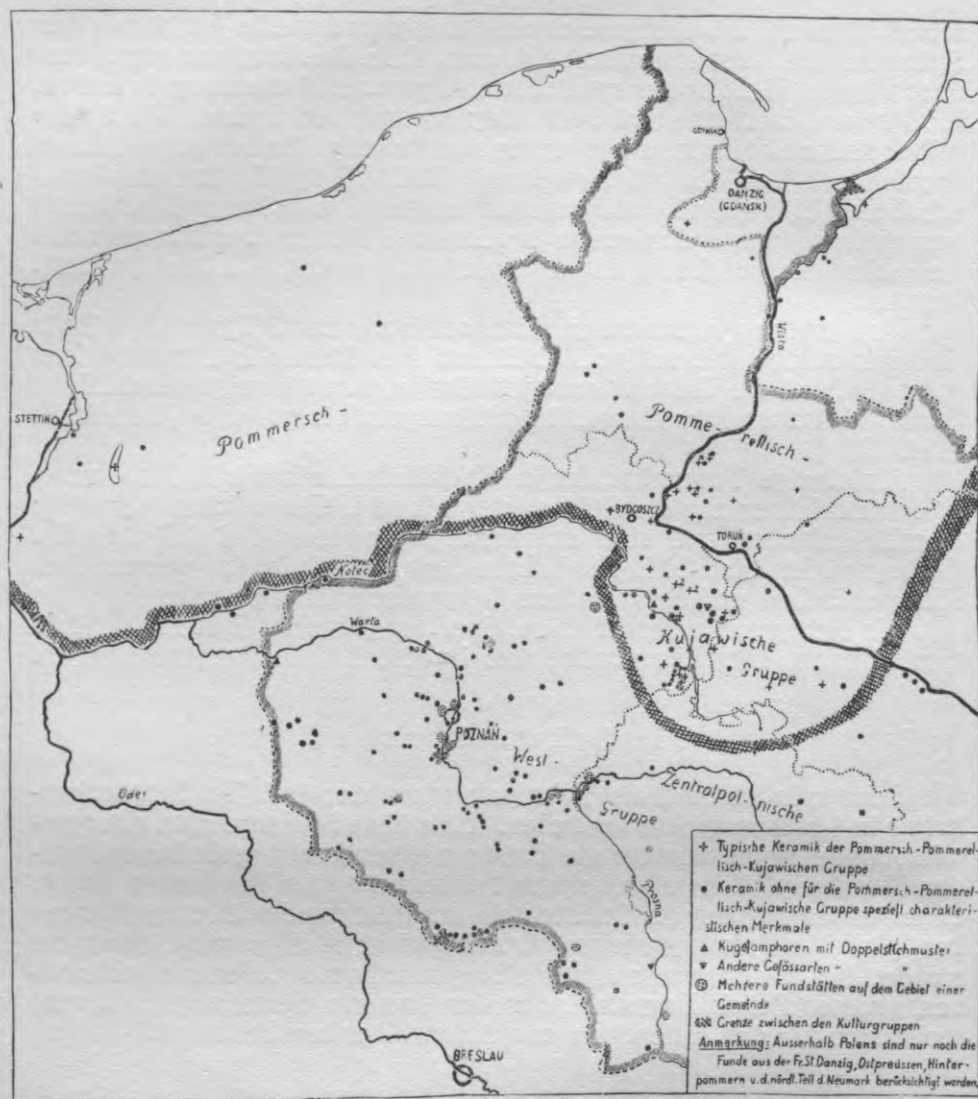 GDYNIA
DANZIG
(GDAŃSK)
Wisła
STETTIN
Pommersch -
Pomme-
rellisch -
BYDGOSZCZ
TORUŃ
Noteć
Warta
Kujawische
Gruppe
POZNAŃ
West -
Zentralpolnische
Gruppe
Oder
Prosna
BRESLAU
+ Typische Keramik der Pommersch-Pommerel-
lisch-Kujawischen Gruppe
• Keramik ohne für die Pommersch-Pommerel-
lisch-Kujawische Gruppe speziell charakteri-
stischen Merkmale
▲ Kugelamphoren mit Doppelstichmuster
▼ Andere Gefässarten " "
Mehrere Fundstätten auf dem Gebiet einer
Gemeinde
Grenze zwischen den Kulturgruppen
Anmerkung: Ausserhalb Polens sind nur noch die
Funde aus der Fr.St.Danzig, Ostpreussen, Hinter-
pommern u.d. nördl. Teil d. Neumark berücksichtigt worden.